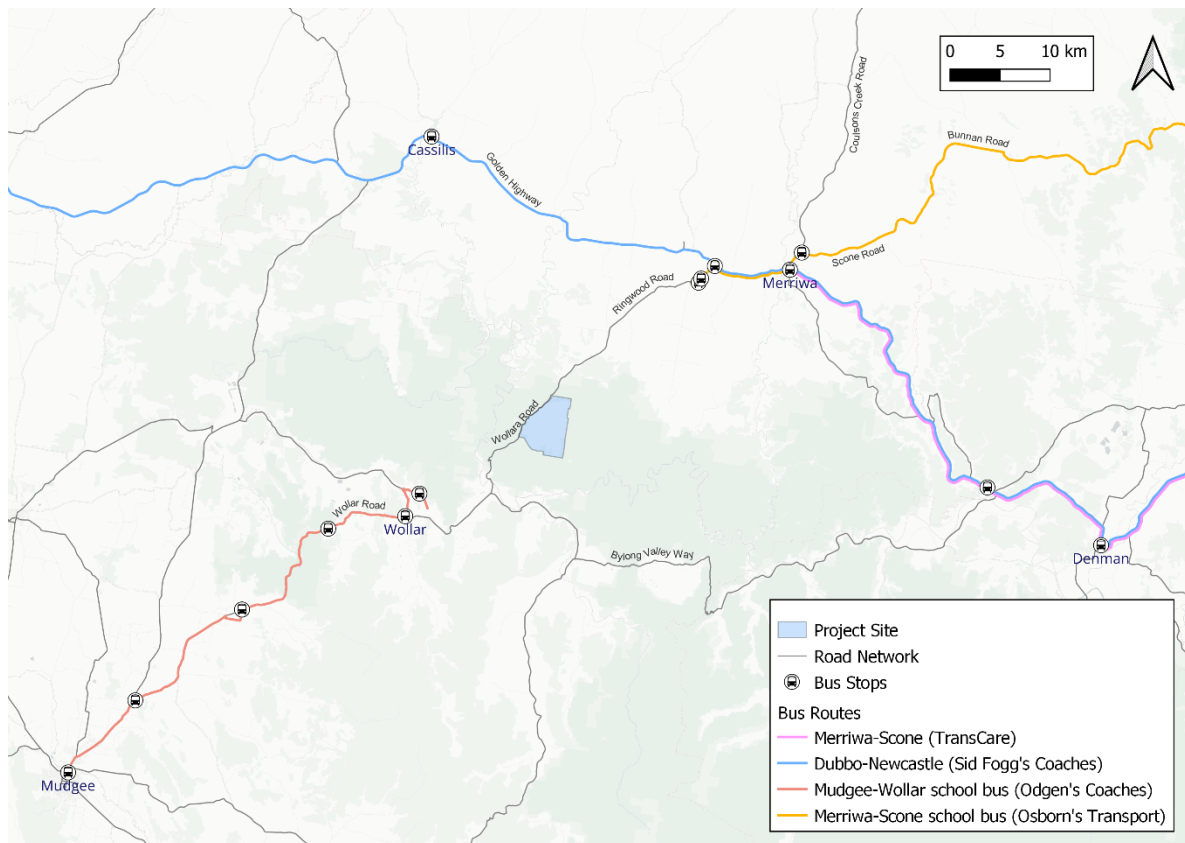 0 5 10 km
Coulsons Creek Road
Bunnan Road
Cassilis
Golden Highway
Scone Road
Merriwa
Ringwood Road
Wollara Road
Wollar Road
Wollar
Bylong Valley Way
Denman
Mudgee
Project Site
Road Network
Bus Stops
Bus Routes
Merriwa-Scone (TransCare)
Dubbo-Newcastle (Sid Fogg's Coaches)
Mudgee-Wollar school bus (Odgen's Coaches)
Merriwa-Scone school bus (Osborn's Transport)